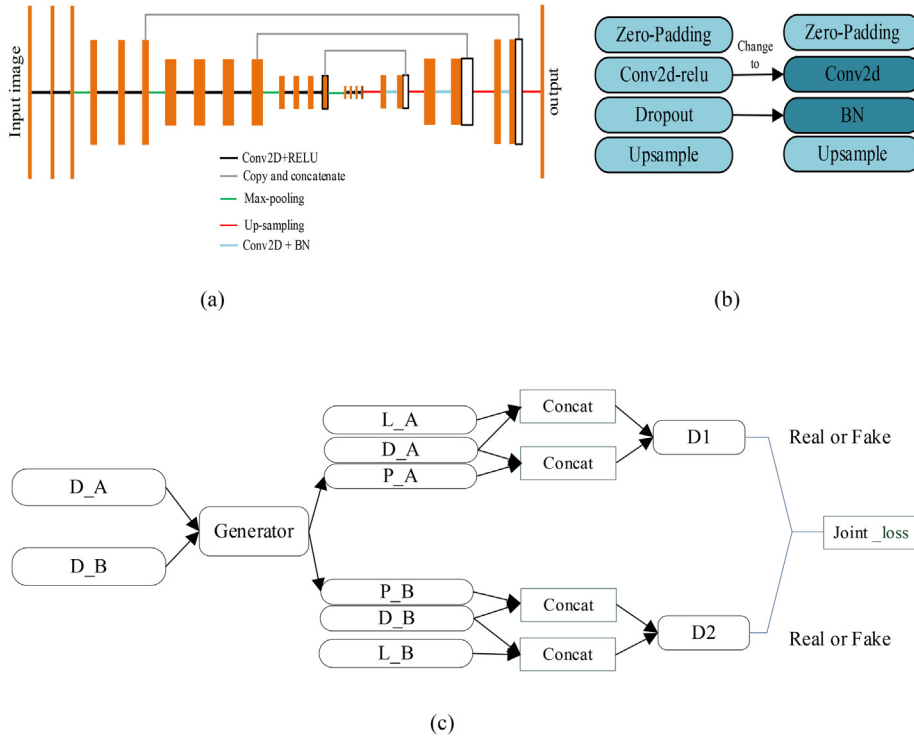 Input image
output
Conv2D+RELU
Copy and concatenate
Max-pooling
Up-sampling
Conv2D + BN
(a)
Zero-Padding
Conv2d-relu
Dropout
Upsample
Change
to
Zero-Padding
Conv2d
BN
Upsample
(b)
D_A
D_B
Generator
L_A
D_A
P_A
P_B
D_B
L_B
Concat
Concat
Concat
Concat
D1
D2
Real or Fake
Joint _loss
Real or Fake
(c)